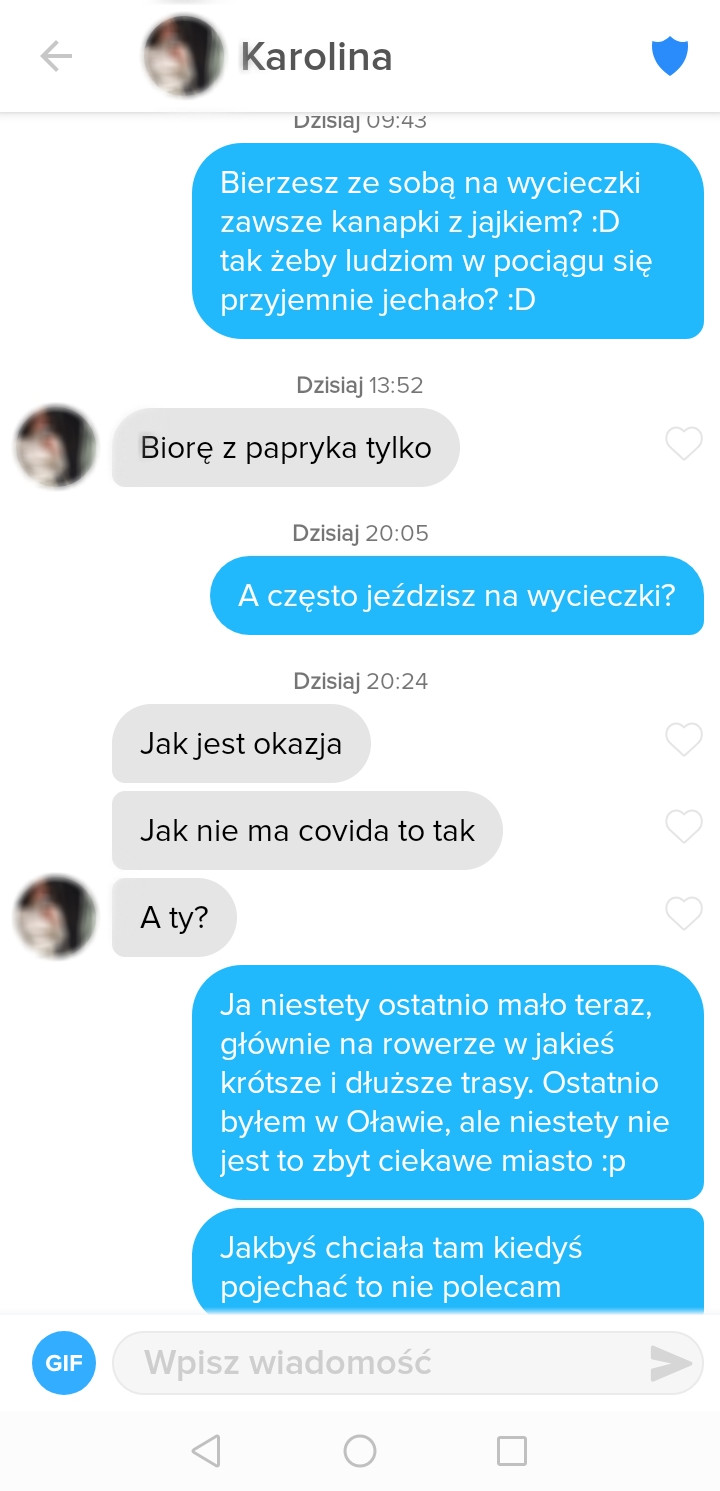 Karolina
Dzisiaj 09:43
Bierzesz ze sobą na wycieczki
zawsze kanapki z jajkiem? :D
tak żeby ludziom w pociągu się
przyjemnie jechało? :D
Dzisiaj 13:52
Biorę z papryka tylko
Dzisiaj 20:05
A często jeździsz na wycieczki?
Dzisiaj 20:24
Jak jest okazja
Jak nie ma covida to tak
A ty?
Ja niestety ostatnio mało teraz,
głównie na rowerze w jakieś
krótsze i dłuższe trasy. Ostatnio
byłem w Oławie, ale niestety nie
jest to zbyt ciekawe miasto :p
Jakbyś chciała tam kiedyś
pojechać to nie polecam
GIF
Wpisz wiadomość